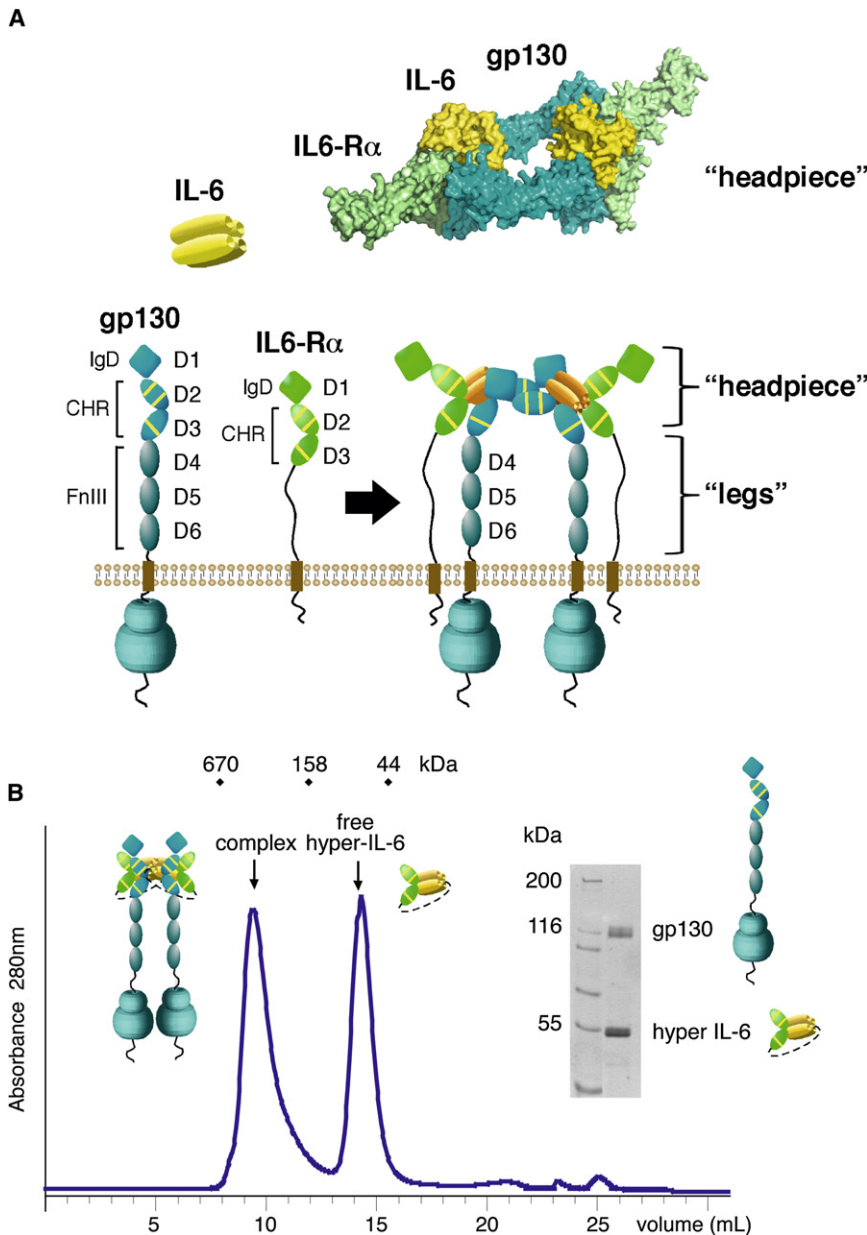 A
gp130
IL-6
IL6-Rα
"headpiece"
IL-6
gp130
IgD D1
CHR D2
D3
FnIII D4
D5
D6
IL6-Rα
IgD D1
CHR D2
D3
D4
D5
D6
"headpiece"
"legs"
B
670 158 44 kDa
complex
free
hyper-IL-6
kDa
200
116
55
gp130
hyper IL-6
Absorbance 280nm
5 10 15 20 25 volume (mL)